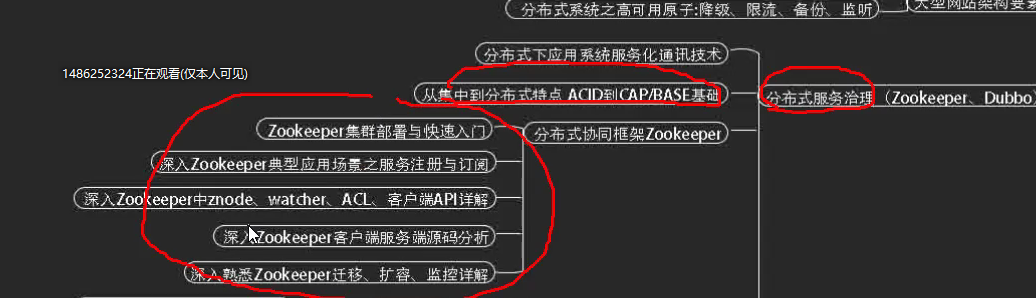 分布式系统之高可用原子:降级、限流、备份、监听
大型网站架构要素
分布式下应用系统服务化通讯技术
1486252324正在观看(仅本人可见)
从集中到分布式特点 ACID到CAP/BASE基础
分布式服务治理（Zookeeper、Dubbo）
Zookeeper集群部署与快速入门
分布式协同框架Zookeeper
深入Zookeeper典型应用场景之服务注册与订阅
深入Zookeeper中znode、watcher、ACL、客户端API详解
深入Zookeeper客户端服务端源码分析
深入熟悉Zookeeper迁移、扩容、监控详解